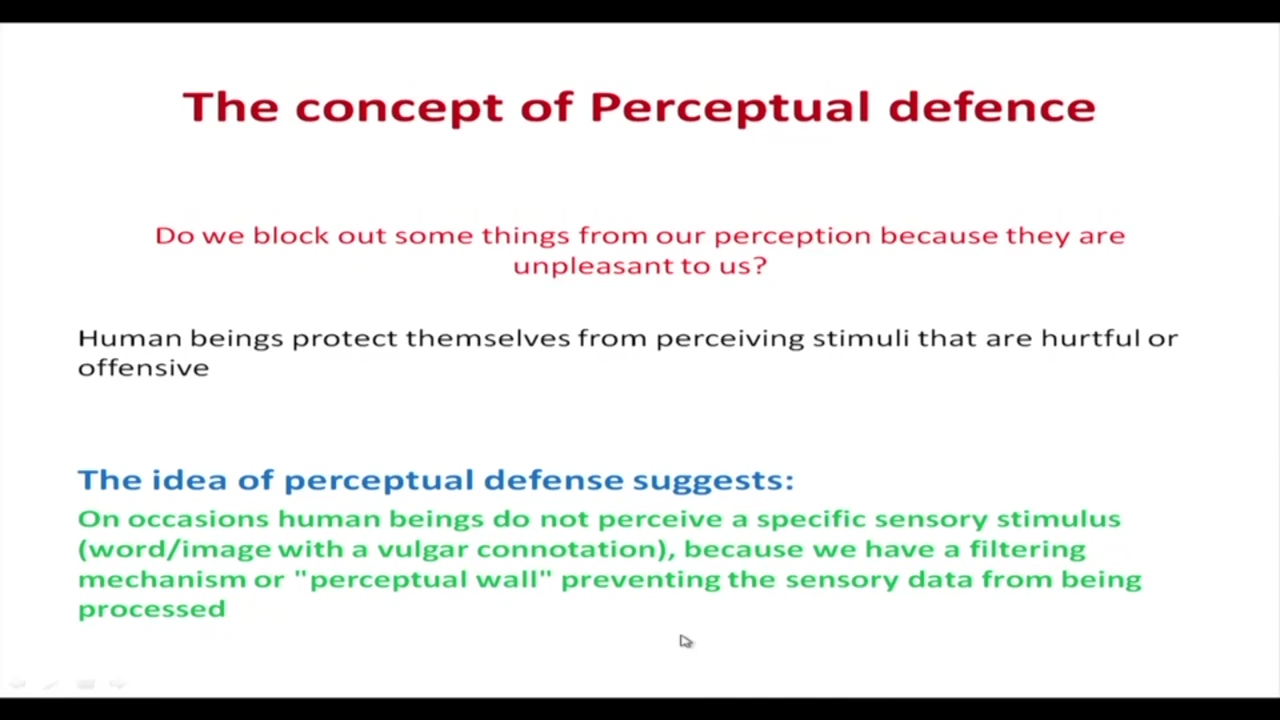 The concept of Perceptual defence
Do we block out some things from our perception because they are
unpleasant to us?
Human beings protect themselves from perceiving stimuli that are hurtful or
offensive
The idea of perceptual defense suggests:
On occasions human beings do not perceive a specific sensory stimulus
(word/image with a vulgar connotation), because we have a filtering
mechanism or "perceptual wall" preventing the sensory data from being
processed